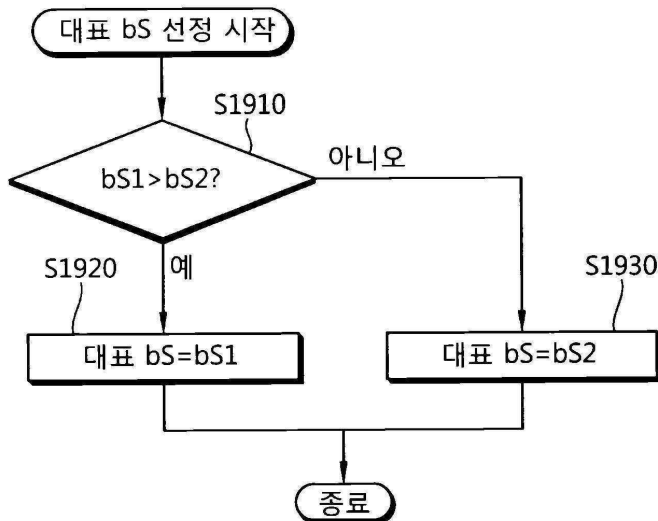 대표 bS 선정 시작
S1910
bS1>bS2?
아니오
S1920
예
S1930
대표 bS=bS1
대표 bS=bS2
종료